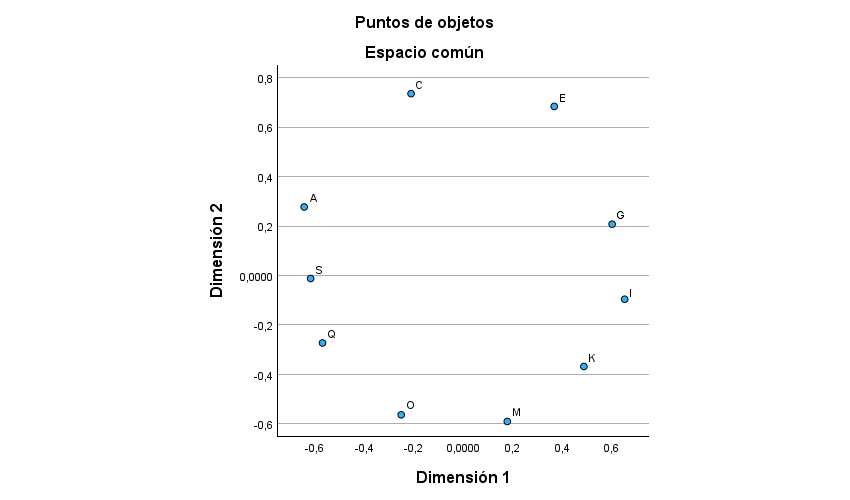 Puntos de objetos
Espacio común
0,8
C
E
0,6
0,4
A
G
0,2
S
0,0000
I
Q
-0,2
K
-0,4
O
M
-0,6
-0,6 -0,4 -0,2 0,0000 0,2 0,4 0,6
Dimensión 2
Dimensión 1